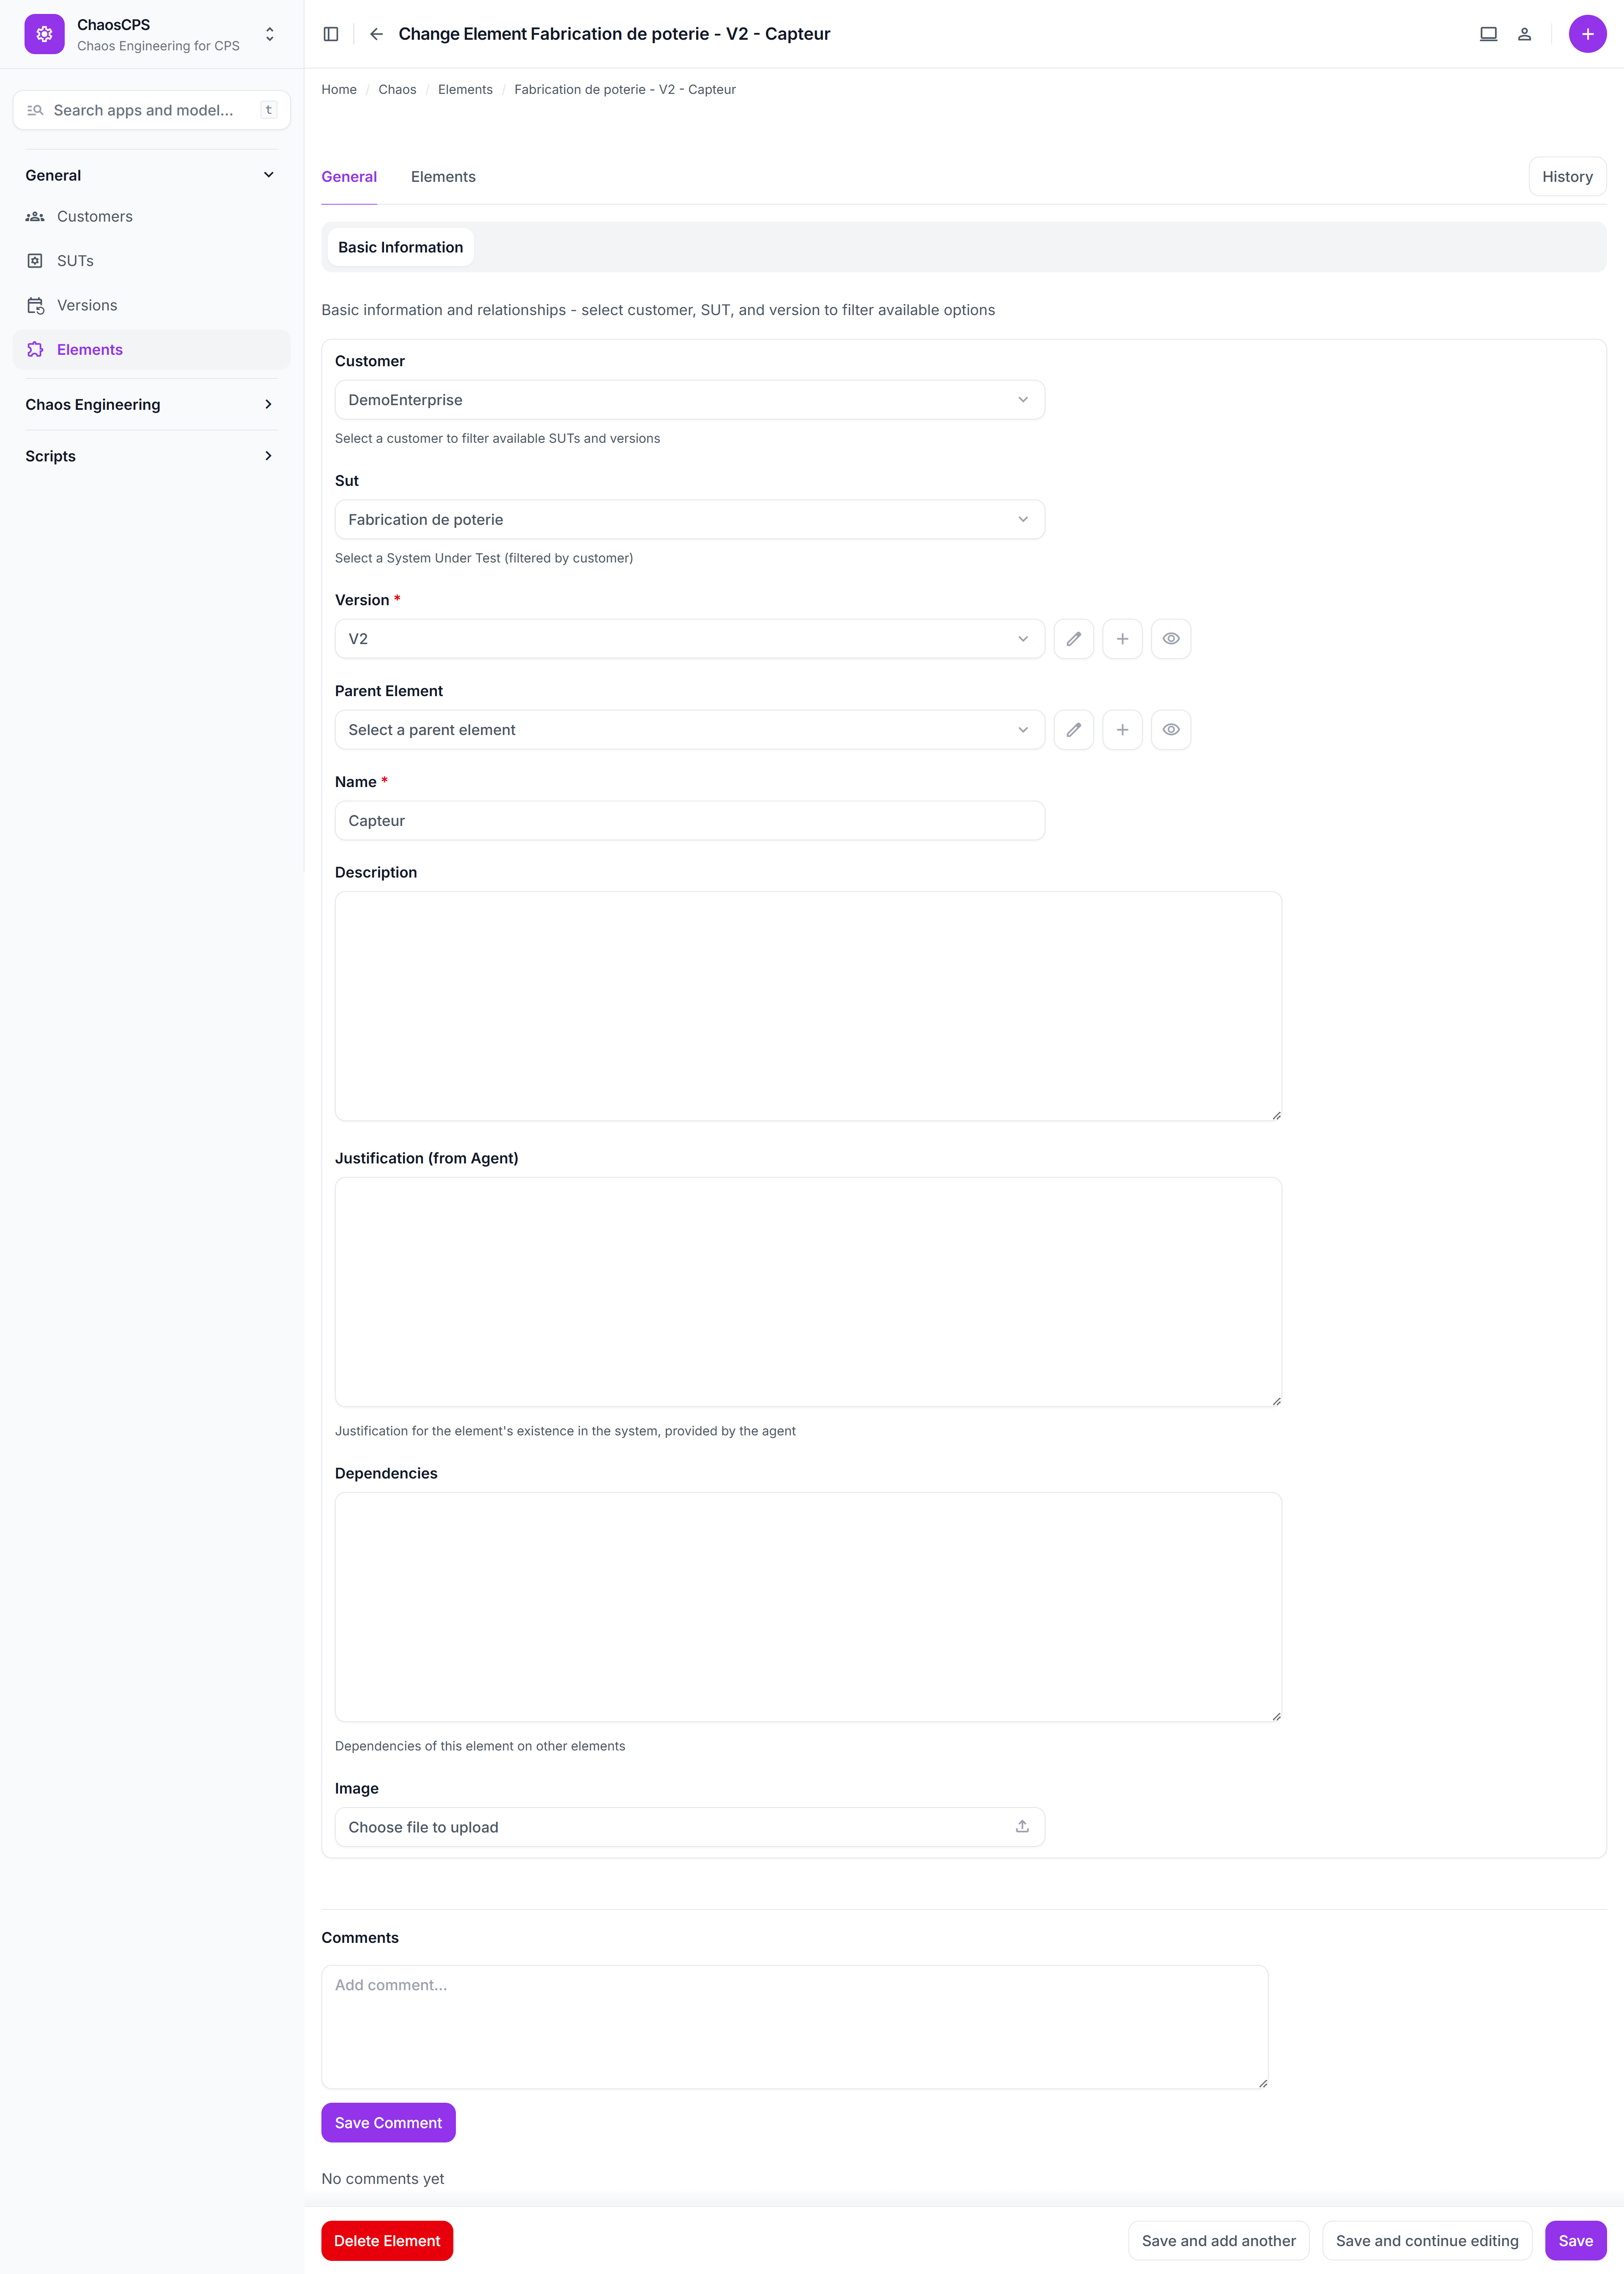 ChaosCPS
Chaos Engineering for CPS
Search apps and model...
t
General
Customers
SUTs
Versions
Elements
Chaos Engineering
Scripts
Change Element Fabrication de poterie - V2 - Capteur
Home / Chaos / Elements / Fabrication de poterie - V2 - Capteur
General
Elements
History
Basic Information
Basic information and relationships - select customer, SUT, and version to filter available options
Customer
DemoEnterprise
Select a customer to filter available SUTs and versions
Sut
Fabrication de poterie
Select a System Under Test (filtered by customer)
Version *
V2
Parent Element
Select a parent element
Name *
Capteur
Description
Justification (from Agent)
Justification for the element's existence in the system, provided by the agent
Dependencies
Dependencies of this element on other elements
Image
Choose file to upload
Comments
Add comment...
Save Comment
No comments yet
Delete Element
Save and add another
Save and continue editing
Save